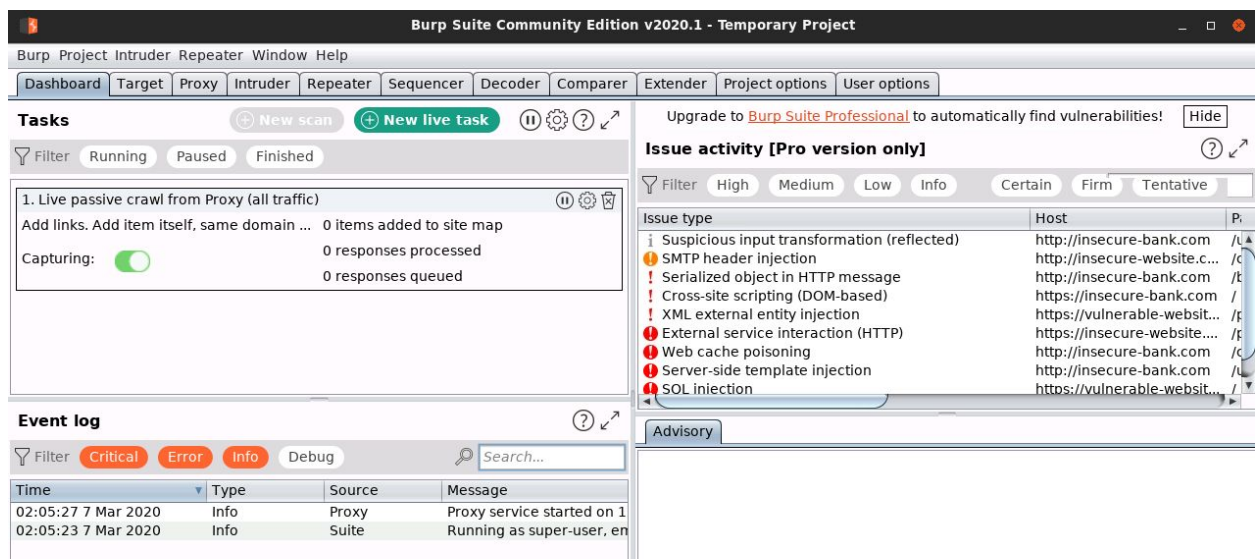 Burp Suite Community Edition v2020.1 - Temporary Project
Burp Project Intruder Repeater Window Help
Dashboard Target Proxy Intruder Repeater Sequencer Decoder Comparer Extender Project options User options
Tasks
New scan
New live task
Filter Running Paused Finished
1. Live passive crawl from Proxy (all traffic)
Add links. Add item itself, same domain ... 0 items added to site map
0 responses processed
Capturing:
0 responses queued
Event log
Filter Critical Error Info Debug Search...
Time Type Source Message
02:05:27 7 Mar 2020 Info Proxy Proxy service started on 1
02:05:23 7 Mar 2020 Info Suite Running as super-user, em
Upgrade to Burp Suite Professional to automatically find vulnerabilities! Hide
Issue activity [Pro version only]
Filter High Medium Low Info Certain Firm Tentative
Issue type Host
Suspicious input transformation (reflected) http://insecure-bank.com
SMTP header injection http://insecure-website.c...
Serialized object in HTTP message http://insecure-bank.com
Cross-site scripting (DOM-based) https://insecure-bank.com /
XML external entity injection https://vulnerable-websit...
External service interaction (HTTP) https://insecure-website....
Web cache poisoning http://insecure-bank.com
Server-side template injection http://insecure-bank.com
SQL injection https://vulnerable-websit... /
Advisory